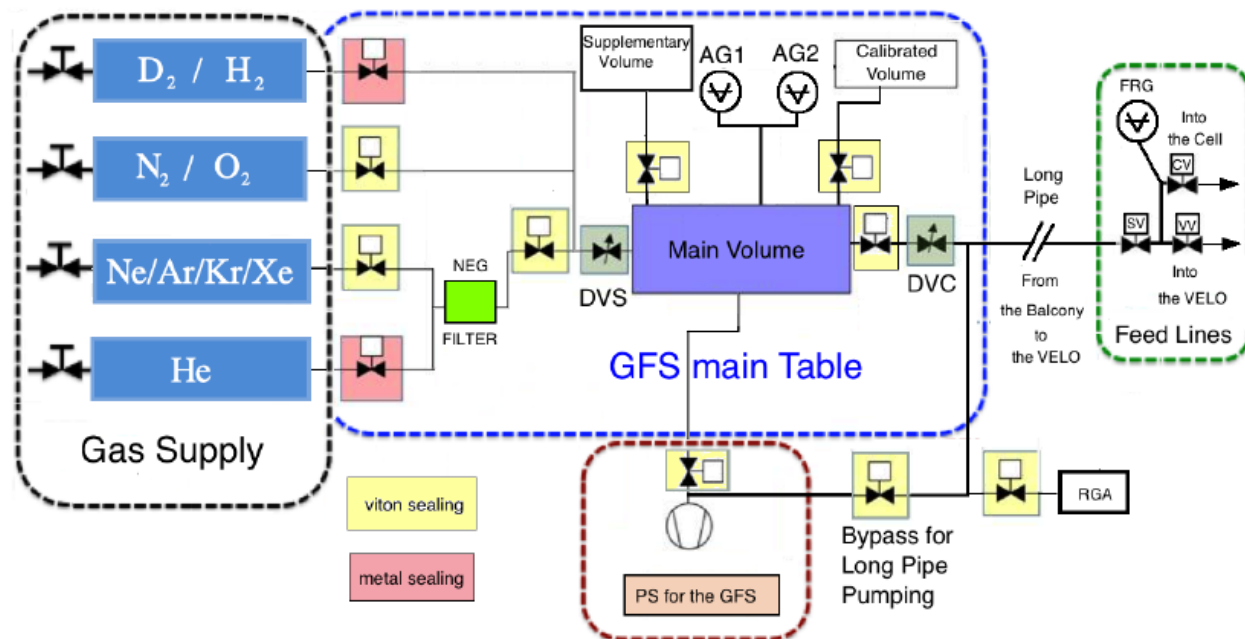 D2 / H2
N2 / O2
Ne/Ar/Kr/Xe
He
Gas Supply
viton sealing
metal sealing
NEG
FILTER
Supplementary
Volume
AG1
AG2
Calibrated
Volume
DVS
Main Volume
DVC
GFS main Table
PS for the GFS
Bypass for
Long Pipe
Pumping
RGA
Long
Pipe
From
the Balcony
to
the VELO
FRG
Into
the Cell
CV
SV
VV
Into
the VELO
Feed Lines